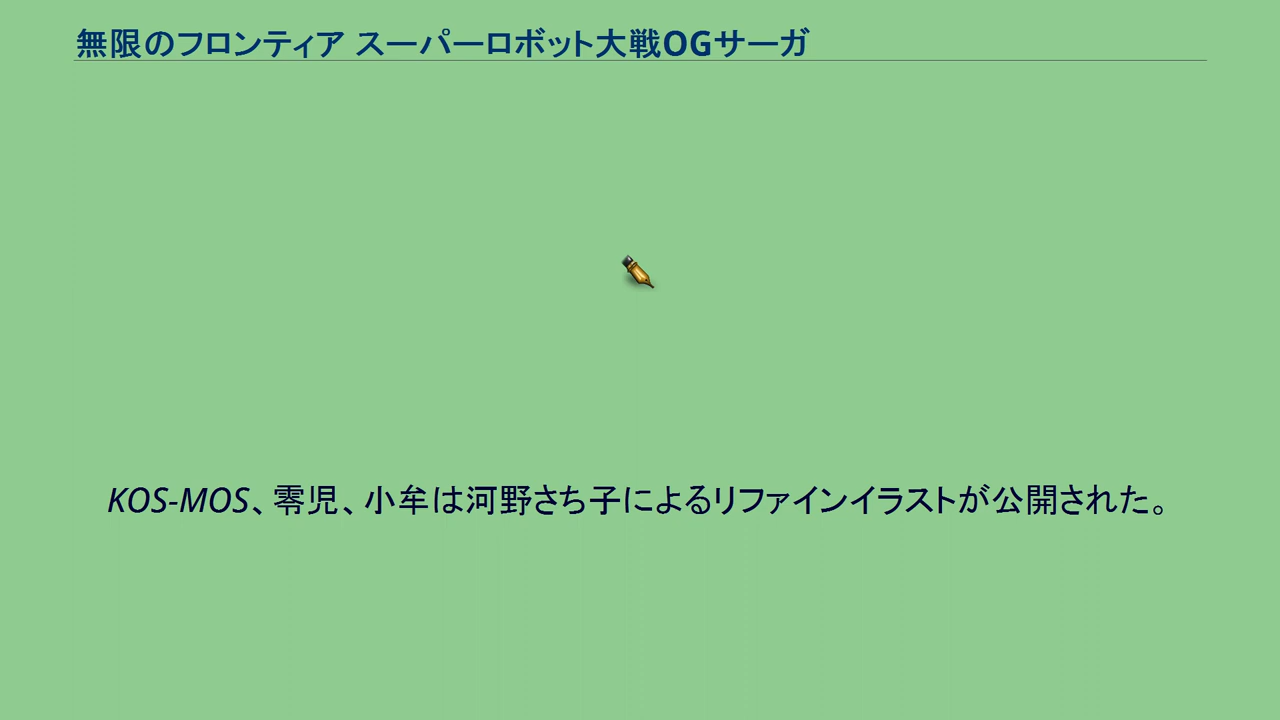 無限のフロンティア スーパーロボット大戦OGサーガ
KOS-MOS、零児、小牟は河野さち子によるリファインイラストが公開された。